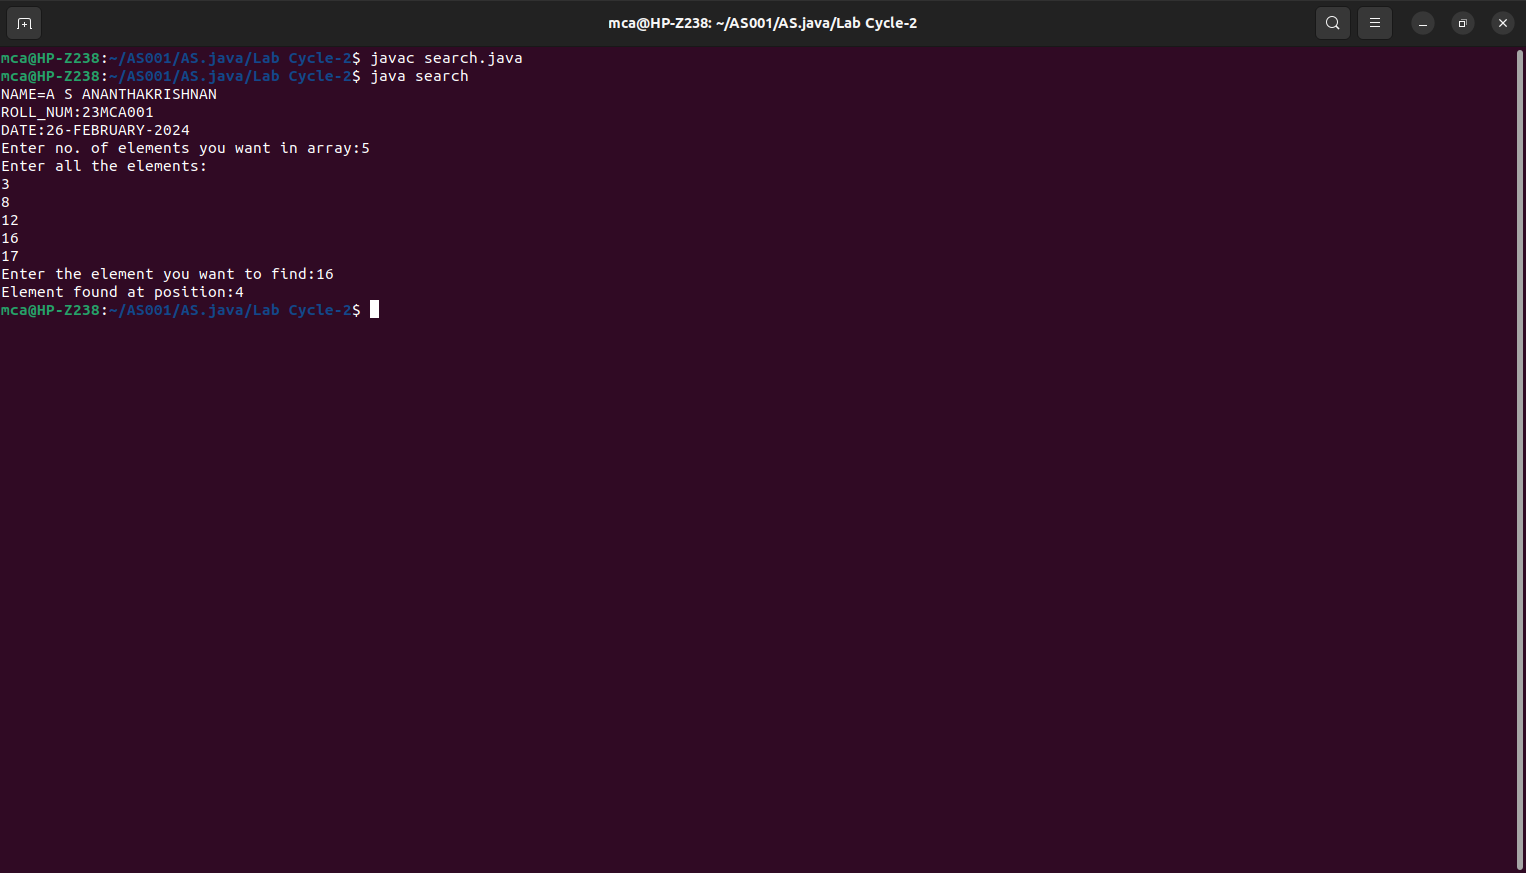 mca@HP-Z238: ~/AS001/AS.java/Lab Cycle-2
mca@HP-Z238:~/AS001/AS.java/Lab Cycle-2$ javac search.java
mca@HP-Z238:~/AS001/AS.java/Lab Cycle-2$ java search
NAME=A S ANANTHAKRISHNAN
ROLL_NUM:23MCA001
DATE:26-FEBRUARY-2024
Enter no. of elements you want in array:5
Enter all the elements:
3
8
12
16
17
Enter the element you want to find:16
Element found at position:4
mca@HP-Z238:~/AS001/AS.java/Lab Cycle-2$